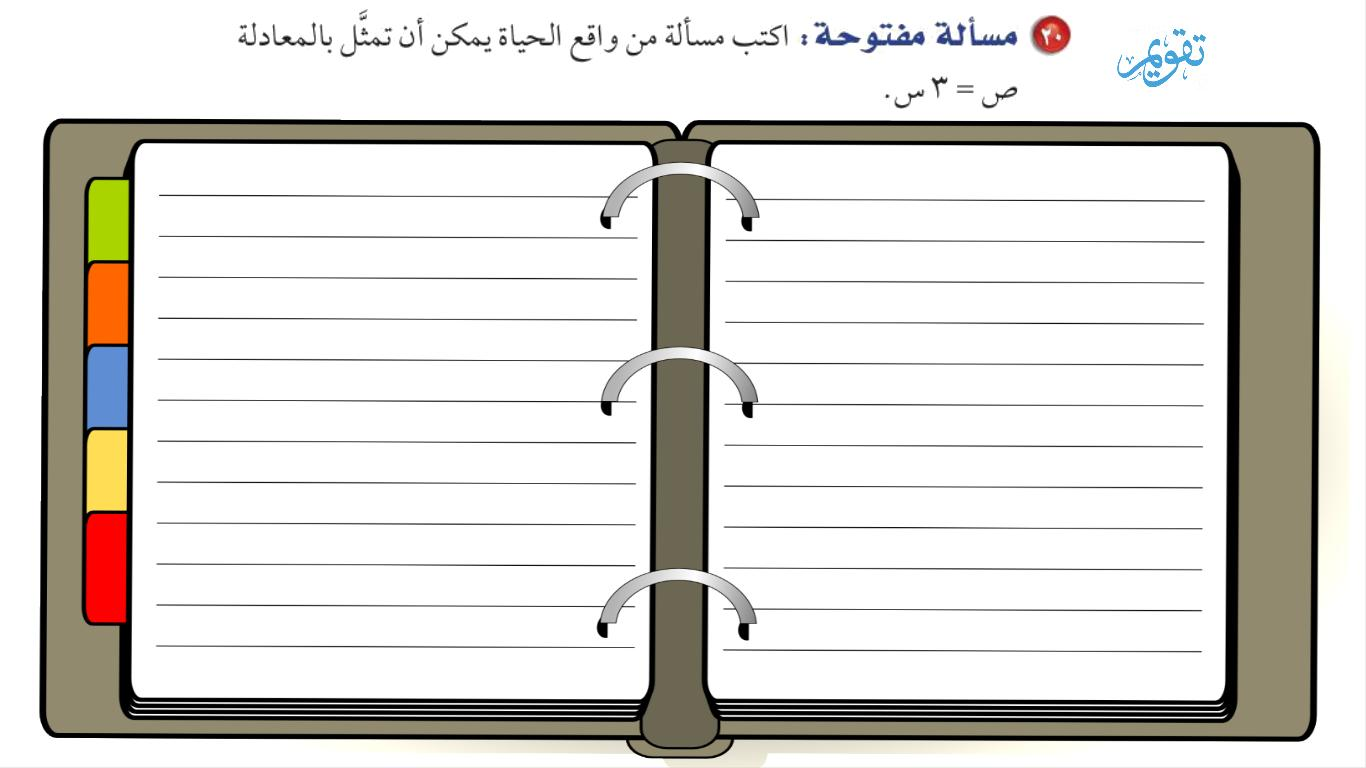 تقويم
٢٠ مسألة مفتوحة: اكتب مسألة من واقع الحياة يمكن أن تمثَّل بالمعادلة
ص = ٣ س.